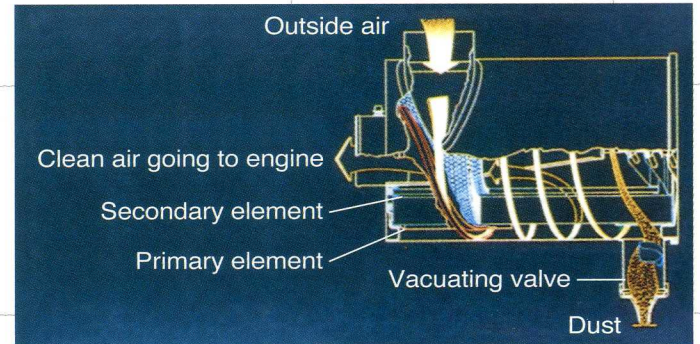 Outside air
Clean air going to engine
Secondary element
Primary element
Vacuating valve
Dust